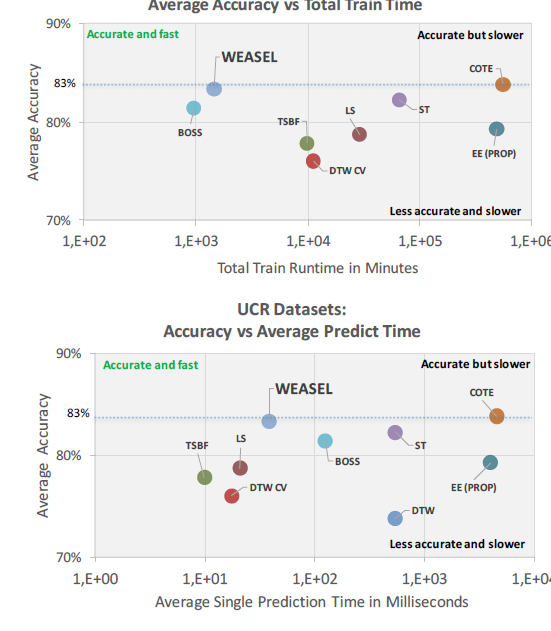 Average Accuracy vs Total Train Time
90%
Accurate and fast
Accurate but slower
WEASEL
COTE
83%
ST
BOSS
TSBF
LS
80%
EE (PROP)
DTW CV
Average Accuracy
70%
Less accurate and slower
1,E+02 1,E+03 1,E+04 1,E+05 1,E+06
Total Train Runtime in Minutes
UCR Datasets:
Accuracy vs Average Predict Time
90%
Accurate and fast
Accurate but slower
WEASEL
COTE
83%
TSBF
LS
ST
BOSS
80%
DTW CV
EE (PROP)
DTW
Average Accuracy
Less accurate and slower
70%
1,E+00 1,E+01 1,E+02 1,E+03 1,E+04
Average Single Prediction Time in Milliseconds